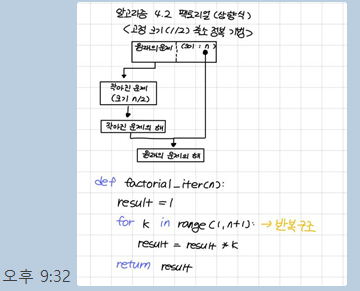 알고리즘 4.2 팩토리얼 (상향식)
<고정 크기(1/2) 축소 정복 기법>
원래의 문제 (크기 : n)
작아진 문제
(크기 n/2)
작아진 문제의 해
원래의 문제의 해
def factorial_iter(n):
result = 1
for k in range(1, n+1): → 반복구조
result = result * k
return result
오후 9:32